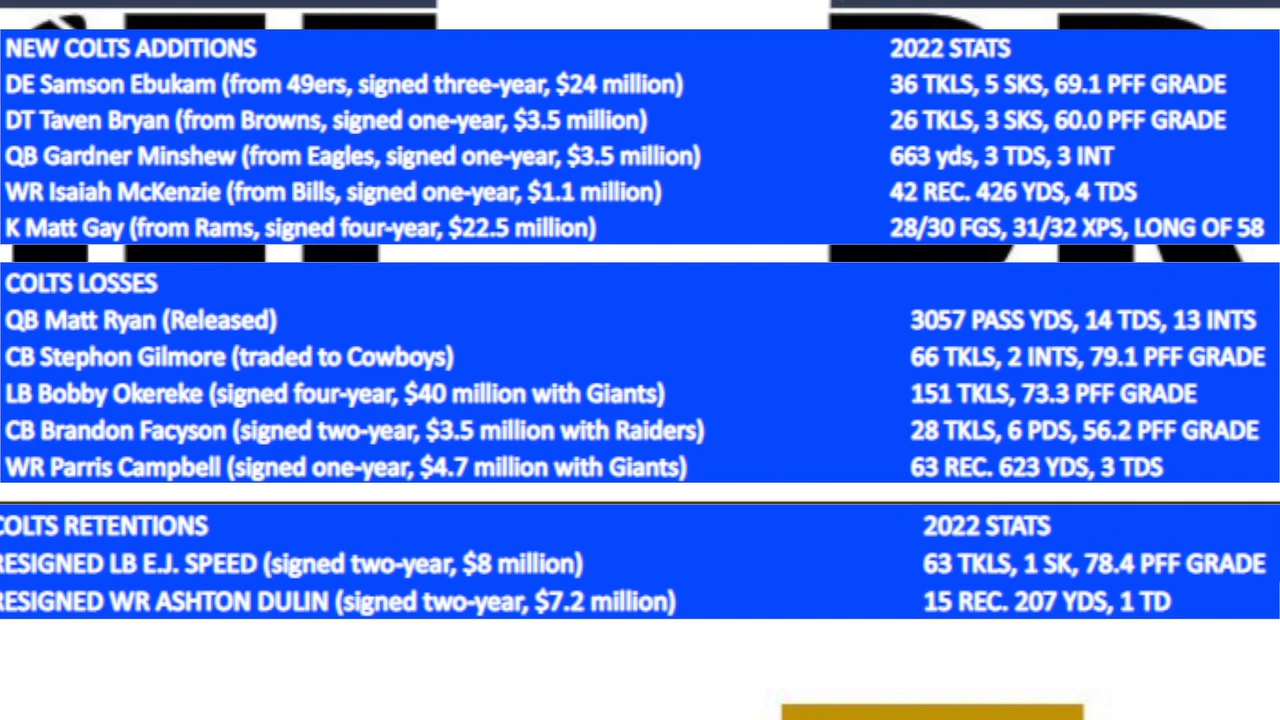 NEW COLTS ADDITIONS 2022 STATS
DE Samson Ebukam (from 49ers, signed three-year, $24 million) 36 TKLS, 5 SKS, 69.1 PFF GRADE
DT Taven Bryan (from Browns, signed one-year, $3.5 million) 26 TKLS, 3 SKS, 60.0 PFF GRADE
QB Gardner Minshew (from Eagles, signed one-year, $3.5 million) 663 yds, 3 TDS, 3 INT
WR Isaiah McKenzie (from Bills, signed one-year, $1.1 million) 42 REC. 426 YDS, 4 TDS
K Matt Gay (from Rams, signed four-year, $22.5 million) 28/30 FGS, 31/32 XPS, LONG OF 58
COLTS LOSSES
QB Matt Ryan (Released) 3057 PASS YDS, 14 TDS, 13 INTS
CB Stephon Gilmore (traded to Cowboys) 66 TKLS, 2 INTS, 79.1 PFF GRADE
LB Bobby Okereke (signed four-year, $40 million with Giants) 151 TKLS, 73.3 PFF GRADE
CB Brandon Facyson (signed two-year, $3.5 million with Raiders) 28 TKLS, 6 PDS, 56.2 PFF GRADE
WR Parris Campbell (signed one-year, $4.7 million with Giants) 63 REC. 623 YDS, 3 TDS
COLTS RETENTIONS 2022 STATS
RESIGNED LB E.J. SPEED (signed two-year, $8 million) 63 TKLS, 1 SK, 78.4 PFF GRADE
RESIGNED WR ASHTON DULIN (signed two-year, $7.2 million) 15 REC. 207 YDS, 1 TD